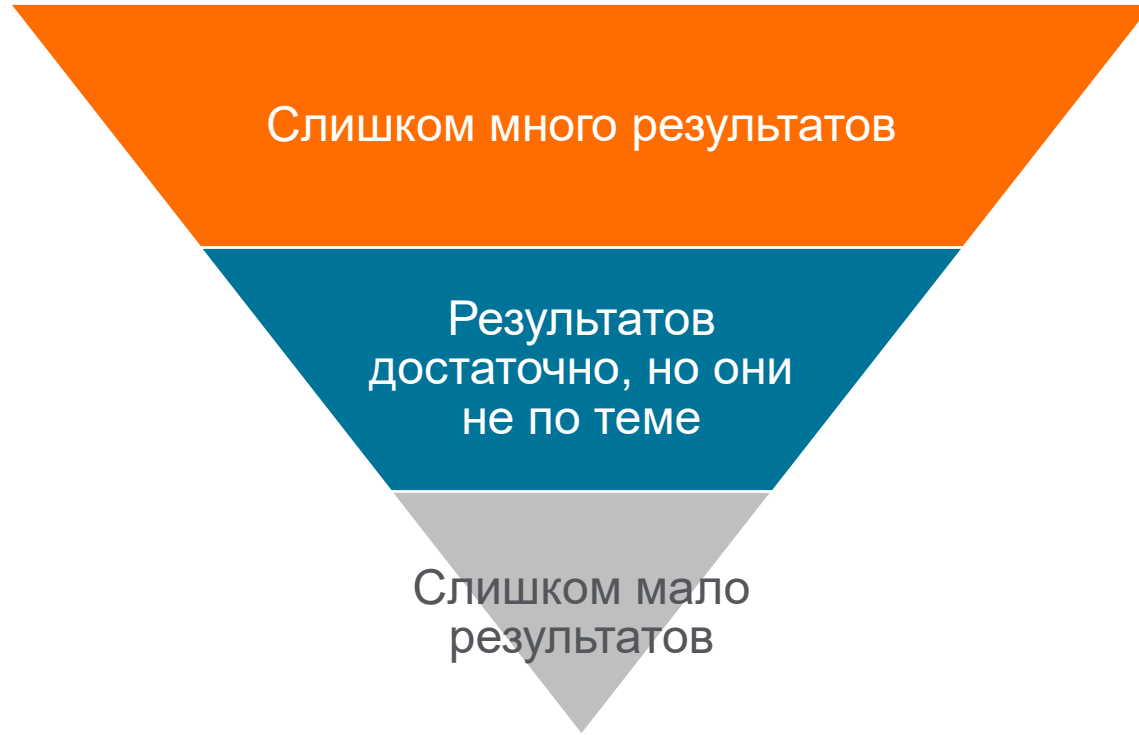 Слишком много результатов
Результатов
достаточно, но они
не по теме
Слишком мало
результатов